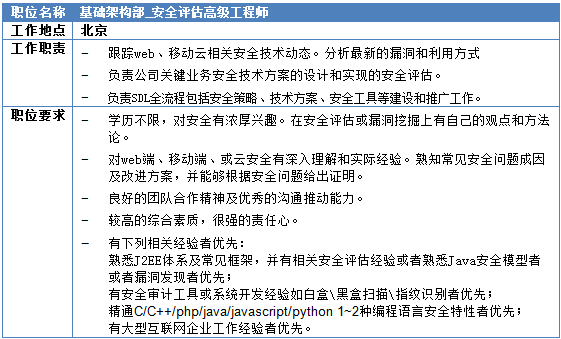 职位名称 基础架构部_安全评估高级工程师
工作地点 北京
工作职责 – 跟踪web、移动云相关安全技术动态。分析最新的漏洞和利用方式
– 负责公司关键业务安全技术方案的设计和实现的安全评估。
– 负责SDL全流程包括安全策略、技术方案、安全工具等建设和推广工作。
职位要求 – 学历不限，对安全有浓厚兴趣。在安全评估或漏洞挖掘上有自己的观点和方法
论。
– 对web端、移动端、或云安全有深入理解和实际经验。熟知常见安全问题成因
及改进方案，并能够根据安全问题给出证明。
– 良好的团队合作精神及优秀的沟通推动能力。
– 较高的综合素质，很强的责任心。
– 有下列相关经验者优先：
熟悉J2EE体系及常见框架，并有相关安全评估经验或者熟悉Java安全模型者
或者漏洞发现者优先；
有安全审计工具或系统开发经验如白盒\黑盒扫描\指纹识别者优先；
精通C/C++/php/java/javascript/python 1~2种编程语言安全特性者优先；
有大型互联网企业工作经验者优先。